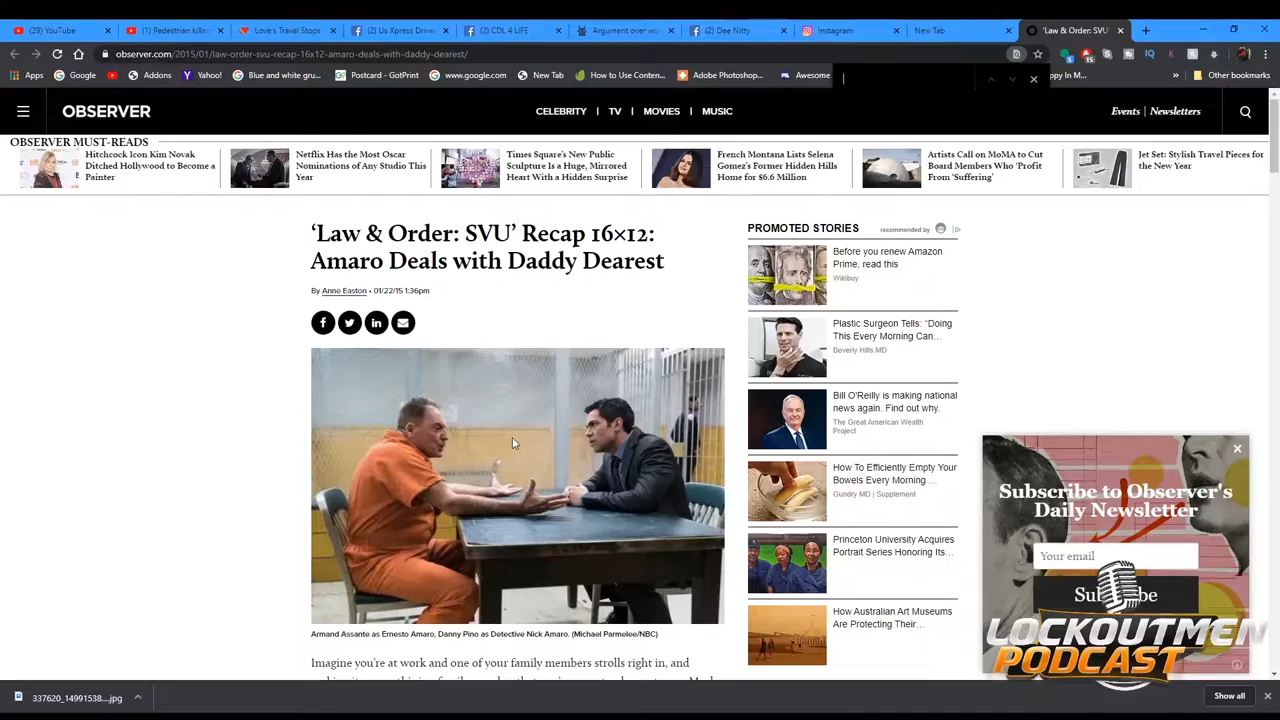 (29) YouTube
(1) Pedestrian killed
Love's Travel Stops
(2) Us Xpress Driver
(2) CDL 4 LIFE
Argument over wo
(2) Dee Nitty
Instagram
New Tab
'Law & Order: SVU'
observer.com/2015/01/law-order-svu-recap-16x12-amaro-deals-with-daddy-dearest/
Apps
Google
Addons
Yahoo!
Blue and white gru...
Postcard - GotPrint
www.google.com
New Tab
How to Use Conten...
Adobe Photoshop...
Awesome
py In M...
Other bookmarks
OBSERVER
CELEBRITY | TV | MOVIES | MUSIC
Events | Newsletters
OBSERVER MUST-READS
Hitchcock Icon Kim Novak
Ditched Hollywood to Become a
Painter
Netflix Has the Most Oscar
Nominations of Any Studio This
Year
Times Square's New Public
Sculpture Is a Huge, Mirrored
Heart With a Hidden Surprise
French Montana Lists Selena
Gomez's Former Hidden Hills
Home for $6.6 Million
Artists Call on MoMA to Cut
Board Members Who 'Profit
From 'Suffering'
Jet Set: Stylish Travel Pieces for
the New Year
'Law & Order: SVU' Recap 16×12:
Amaro Deals with Daddy Dearest
By Anne Easton • 01/22/15 1:36pm
Armand Assante as Ernesto Amaro, Danny Pino as Detective Nick Amaro. (Michael Parmelee/NBC)
Imagine you're at work and one of your family members strolls right in, and
PROMOTED STORIES
recommended by
Before you renew Amazon
Prime, read this
Wikibuy
Plastic Surgeon Tells: "Doing
This Every Morning Can...
Beverly Hills MD
Bill O'Reilly is making national
news again. Find out why.
The Great American Wealth
Project
How To Efficiently Empty Your
Bowels Every Morning ...
Gundry MD | Supplement
Princeton University Acquires
Portrait Series Honoring Its...
How Australian Art Museums
Are Protecting Their...
Subscribe to Observer's
Daily Newsletter
Your email
LOCKOUTMEN
PODCAST
337620_14991538....jpg
Show all